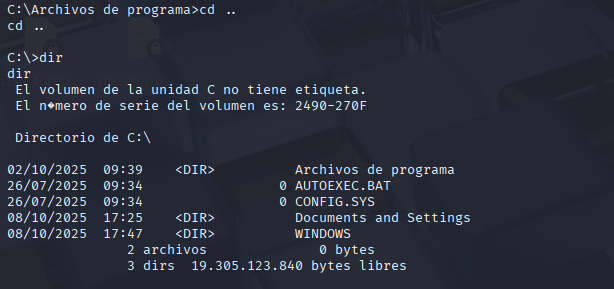 C:\Archivos de programa>cd ..
cd ..
C:\>dir
dir
 El volumen de la unidad C no tiene etiqueta.
 El n�mero de serie del volumen es: 2490-270F
 Directorio de C:\
02/10/2025  09:39    <DIR>          Archivos de programa
26/07/2025  09:34                 0 AUTOEXEC.BAT
26/07/2025  09:34                 0 CONFIG.SYS
08/10/2025  17:25    <DIR>          Documents and Settings
08/10/2025  17:47    <DIR>          WINDOWS
               2 archivos              0 bytes
               3 dirs  19.305.123.840 bytes libres